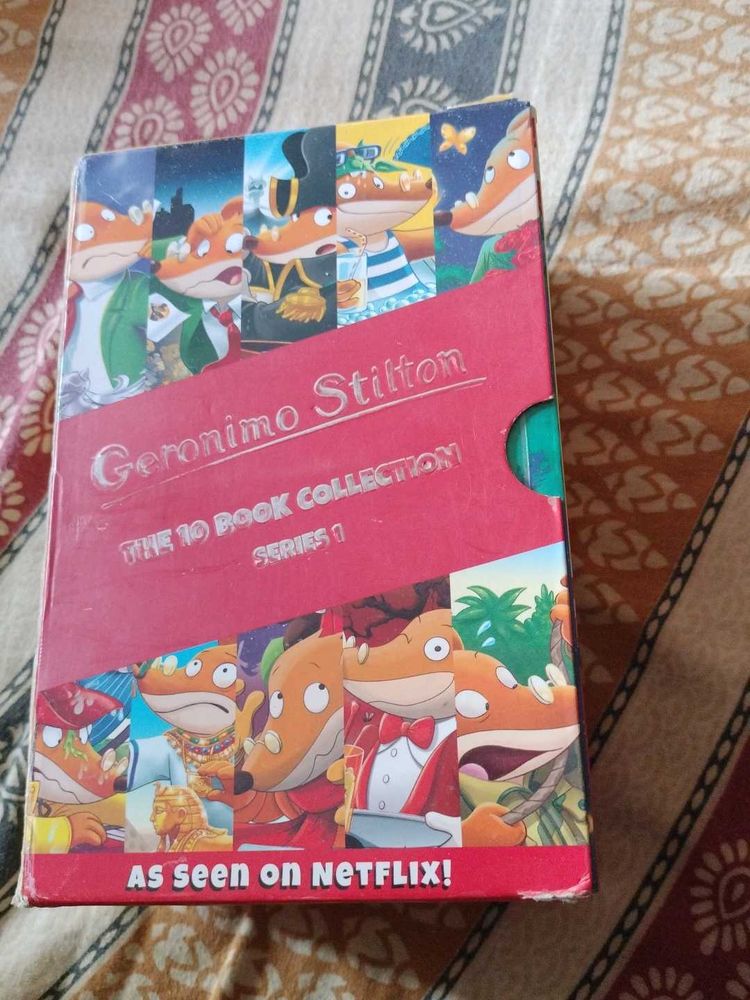 Geronimo Stilton
THE 10 BOOK COLLECTION
SERIES 1
AS SEEN ON NETFLIX!